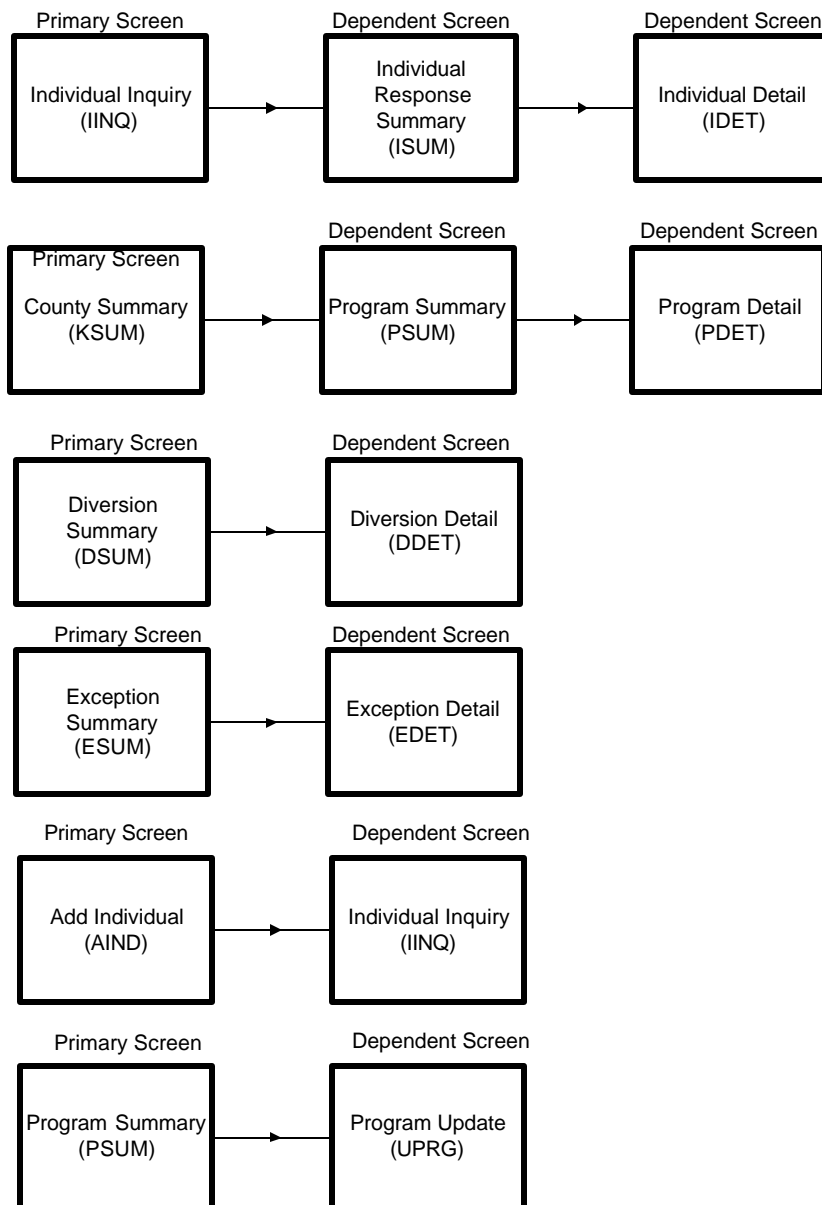 Primary Screen
Dependent Screen
Dependent Screen
Individual Inquiry
(IINQ)
Individual
Response
Summary
(ISUM)
Individual Detail
(IDET)
Dependent Screen
Dependent Screen
Primary Screen
County Summary
(KSUM)
Program Summary
(PSUM)
Program Detail
(PDET)
Primary Screen
Dependent Screen
Diversion
Summary
(DSUM)
Diversion Detail
(DDET)
Primary Screen
Dependent Screen
Exception
Summary
(ESUM)
Exception Detail
(EDET)
Primary Screen
Dependent Screen
Add Individual
(AIND)
Individual Inquiry
(IINQ)
Primary Screen
Dependent Screen
Program Summary
(PSUM)
Program Update
(UPRG)